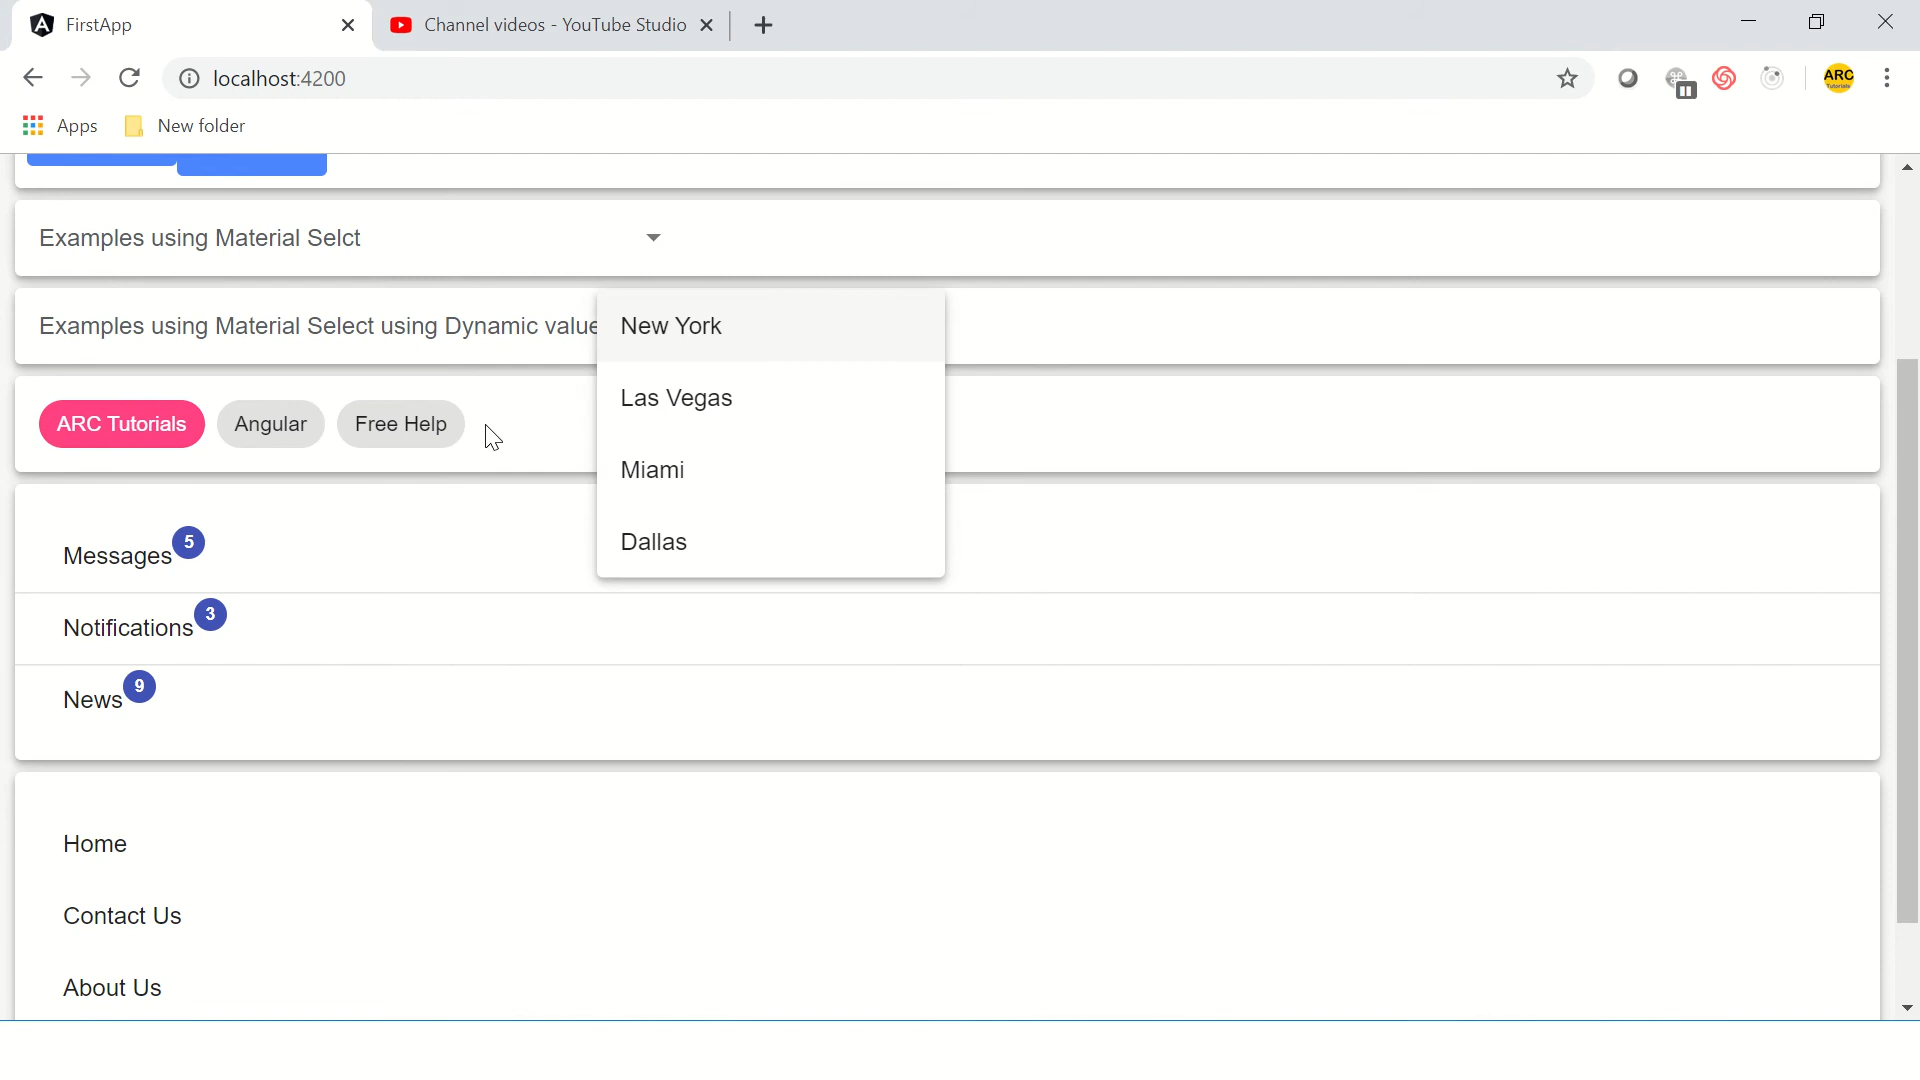 FirstApp
Channel videos - YouTube Studio
localhost:4200
ARC
Tutorials
Apps
New folder
Examples using Material Selct
Examples using Material Select using Dynamic value
New York
Las Vegas
Miami
Dallas
ARC Tutorials
Angular
Free Help
Messages 5
Notifications 3
News 9
Home
Contact Us
About Us